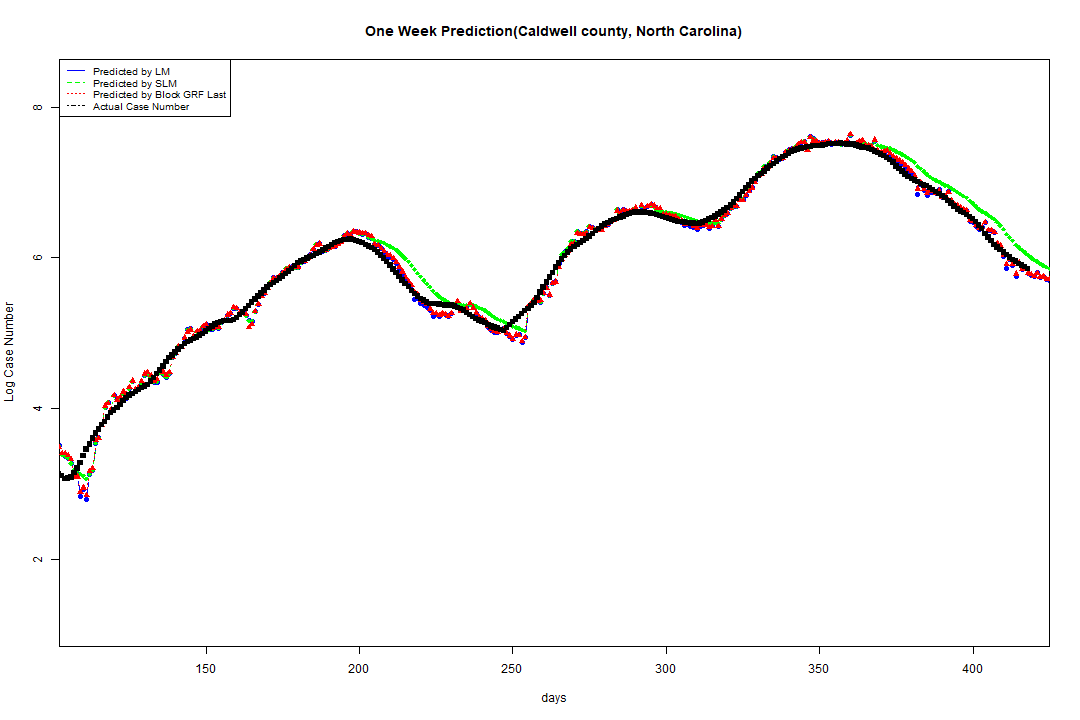 One Week Prediction(Caldwell county, North Carolina)
Predicted by LM
Predicted by SLM
Predicted by Block GRF Last
Actual Case Number
8
6
4
2
Log Case Number
150 200 250 300 350 400
days